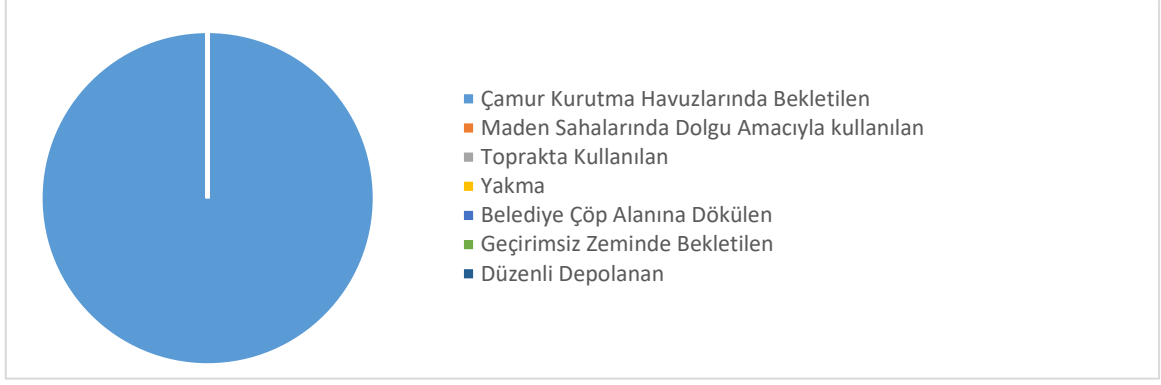 Çamur Kurutma Havuzlarında Bekletilen
Maden Sahalarında Dolgu Amacıyla kullanılan
Toprakta Kullanılan
Yakma
Belediye Çöp Alanına Dökülen
Geçirimsiz Zeminde Bekletilen
Düzenli Depolanan